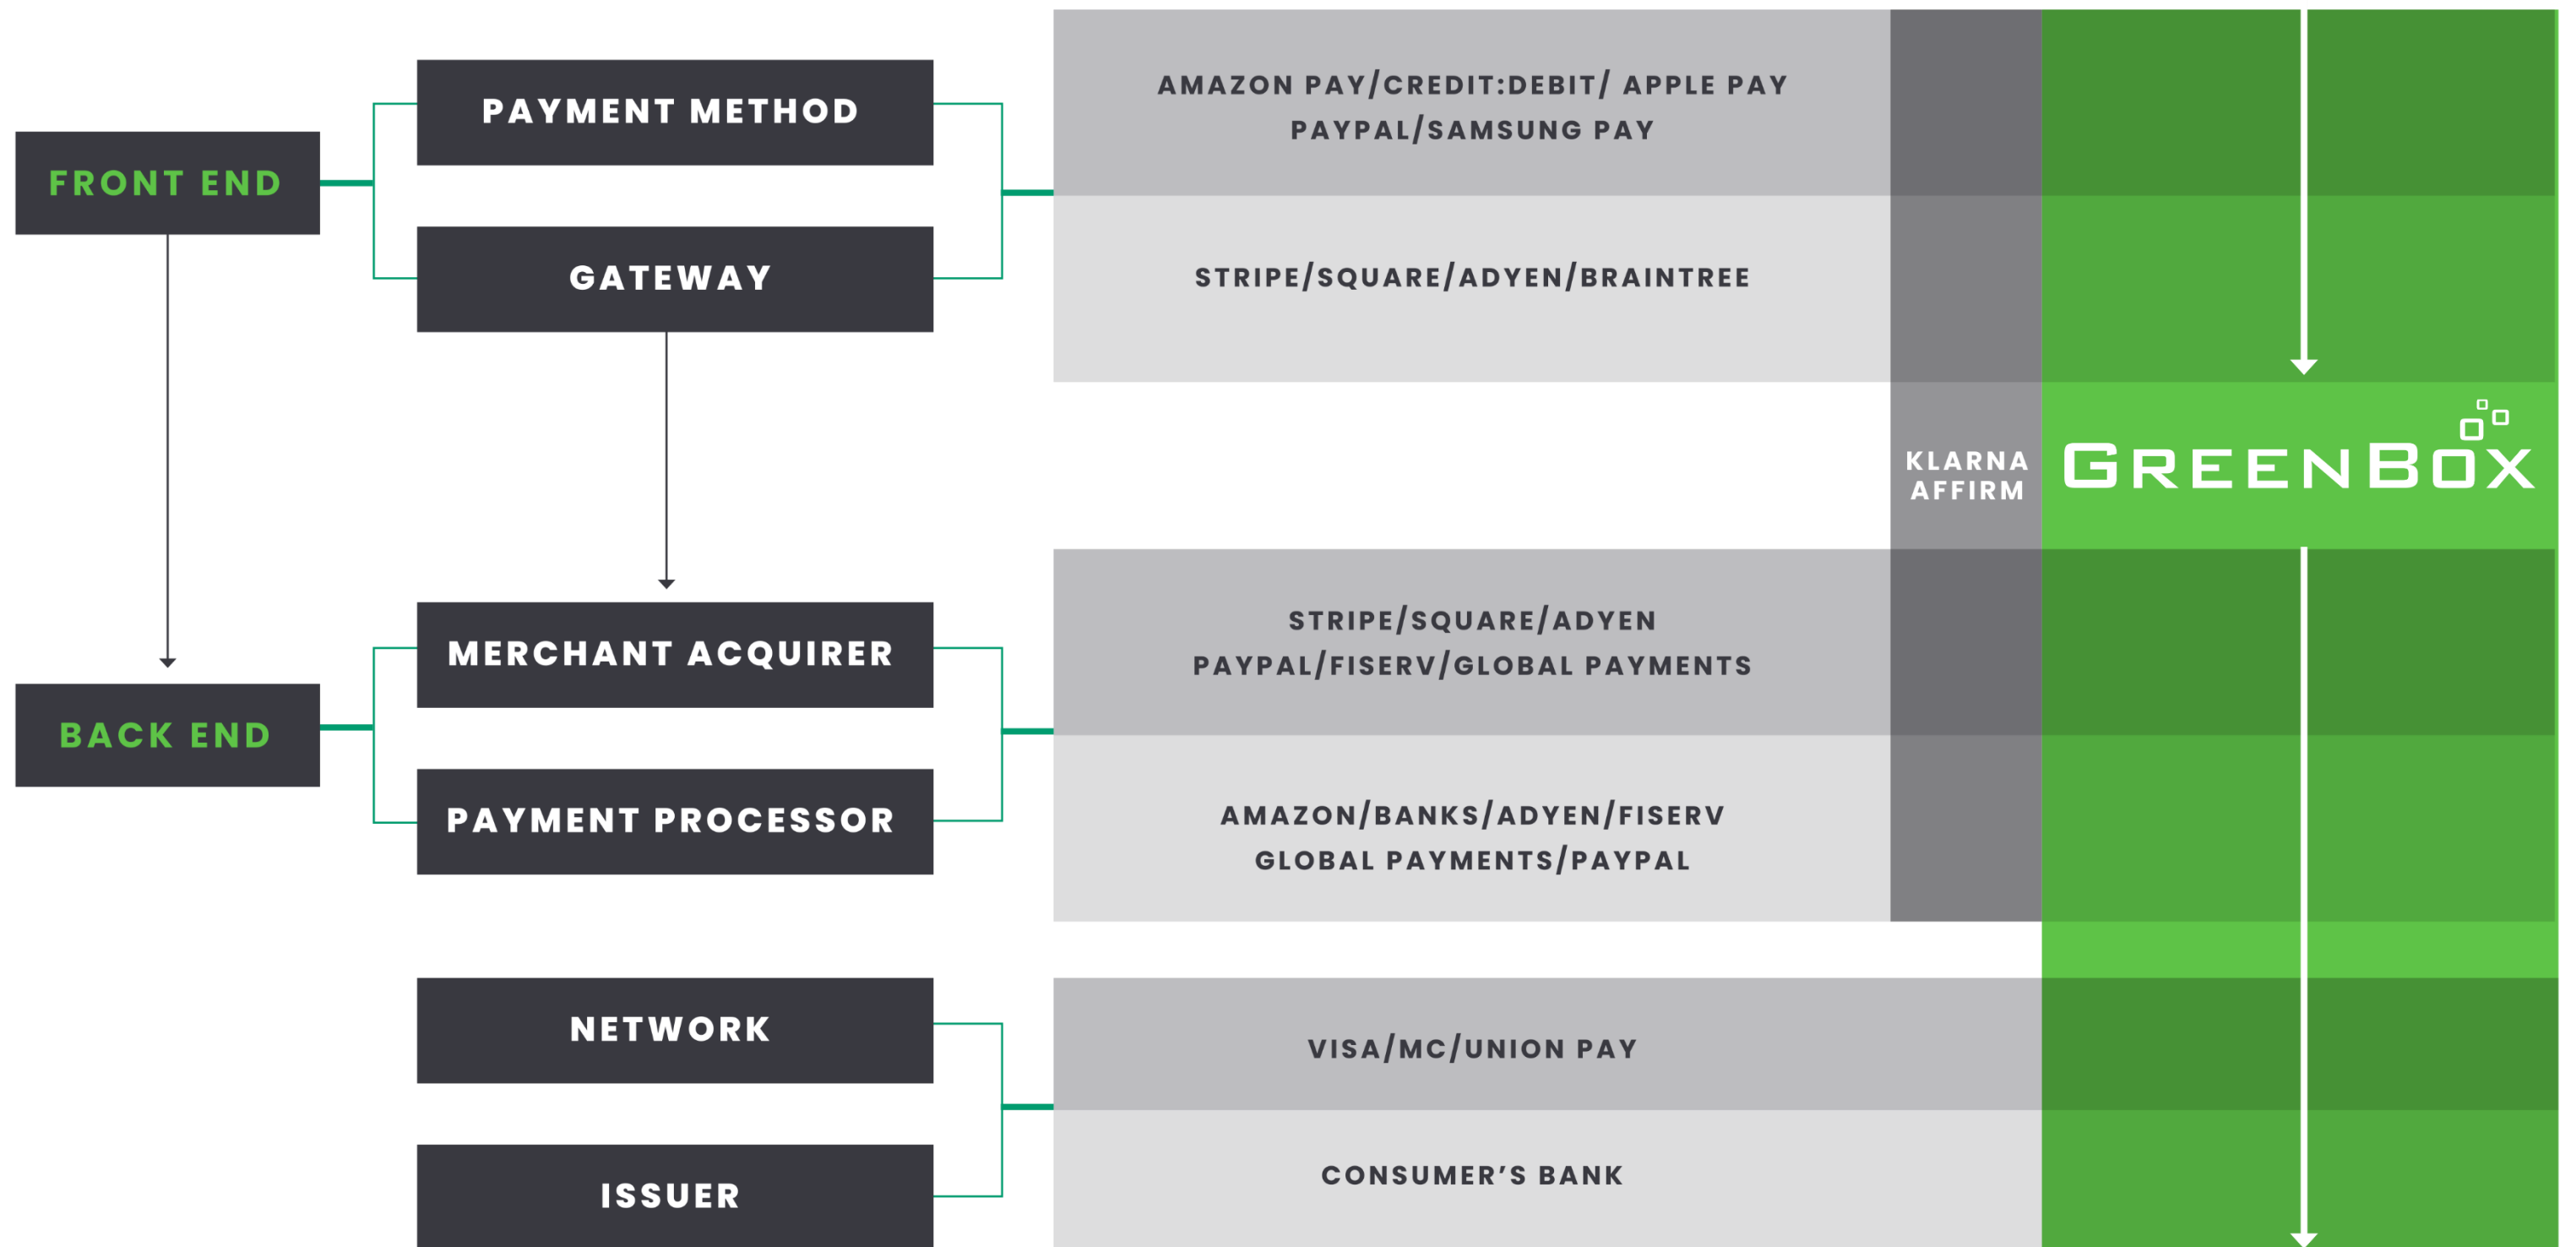 FRONT END
PAYMENT METHOD
AMAZON PAY/CREDIT:DEBIT/ APPLE PAY
PAYPAL/SAMSUNG PAY
GATEWAY
STRIPE/SQUARE/ADYEN/BRAINTREE
KLARNA
AFFIRM
GREENBOX
BACK END
MERCHANT ACQUIRER
STRIPE/SQUARE/ADYEN
PAYPAL/FISERV/GLOBAL PAYMENTS
PAYMENT PROCESSOR
AMAZON/BANKS/ADYEN/FISERV
GLOBAL PAYMENTS/PAYPAL
NETWORK
VISA/MC/UNION PAY
ISSUER
CONSUMER’S BANK